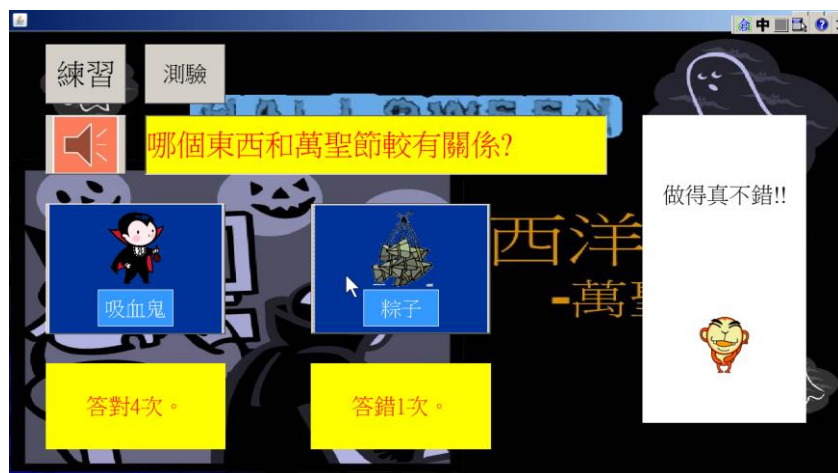 中
練習
測驗
HALLOWEEN
哪個東西和萬聖節較有關係?
做得真不錯!!
西洋
-萬
吸血鬼
粽子
答對4次。
答錯1次。